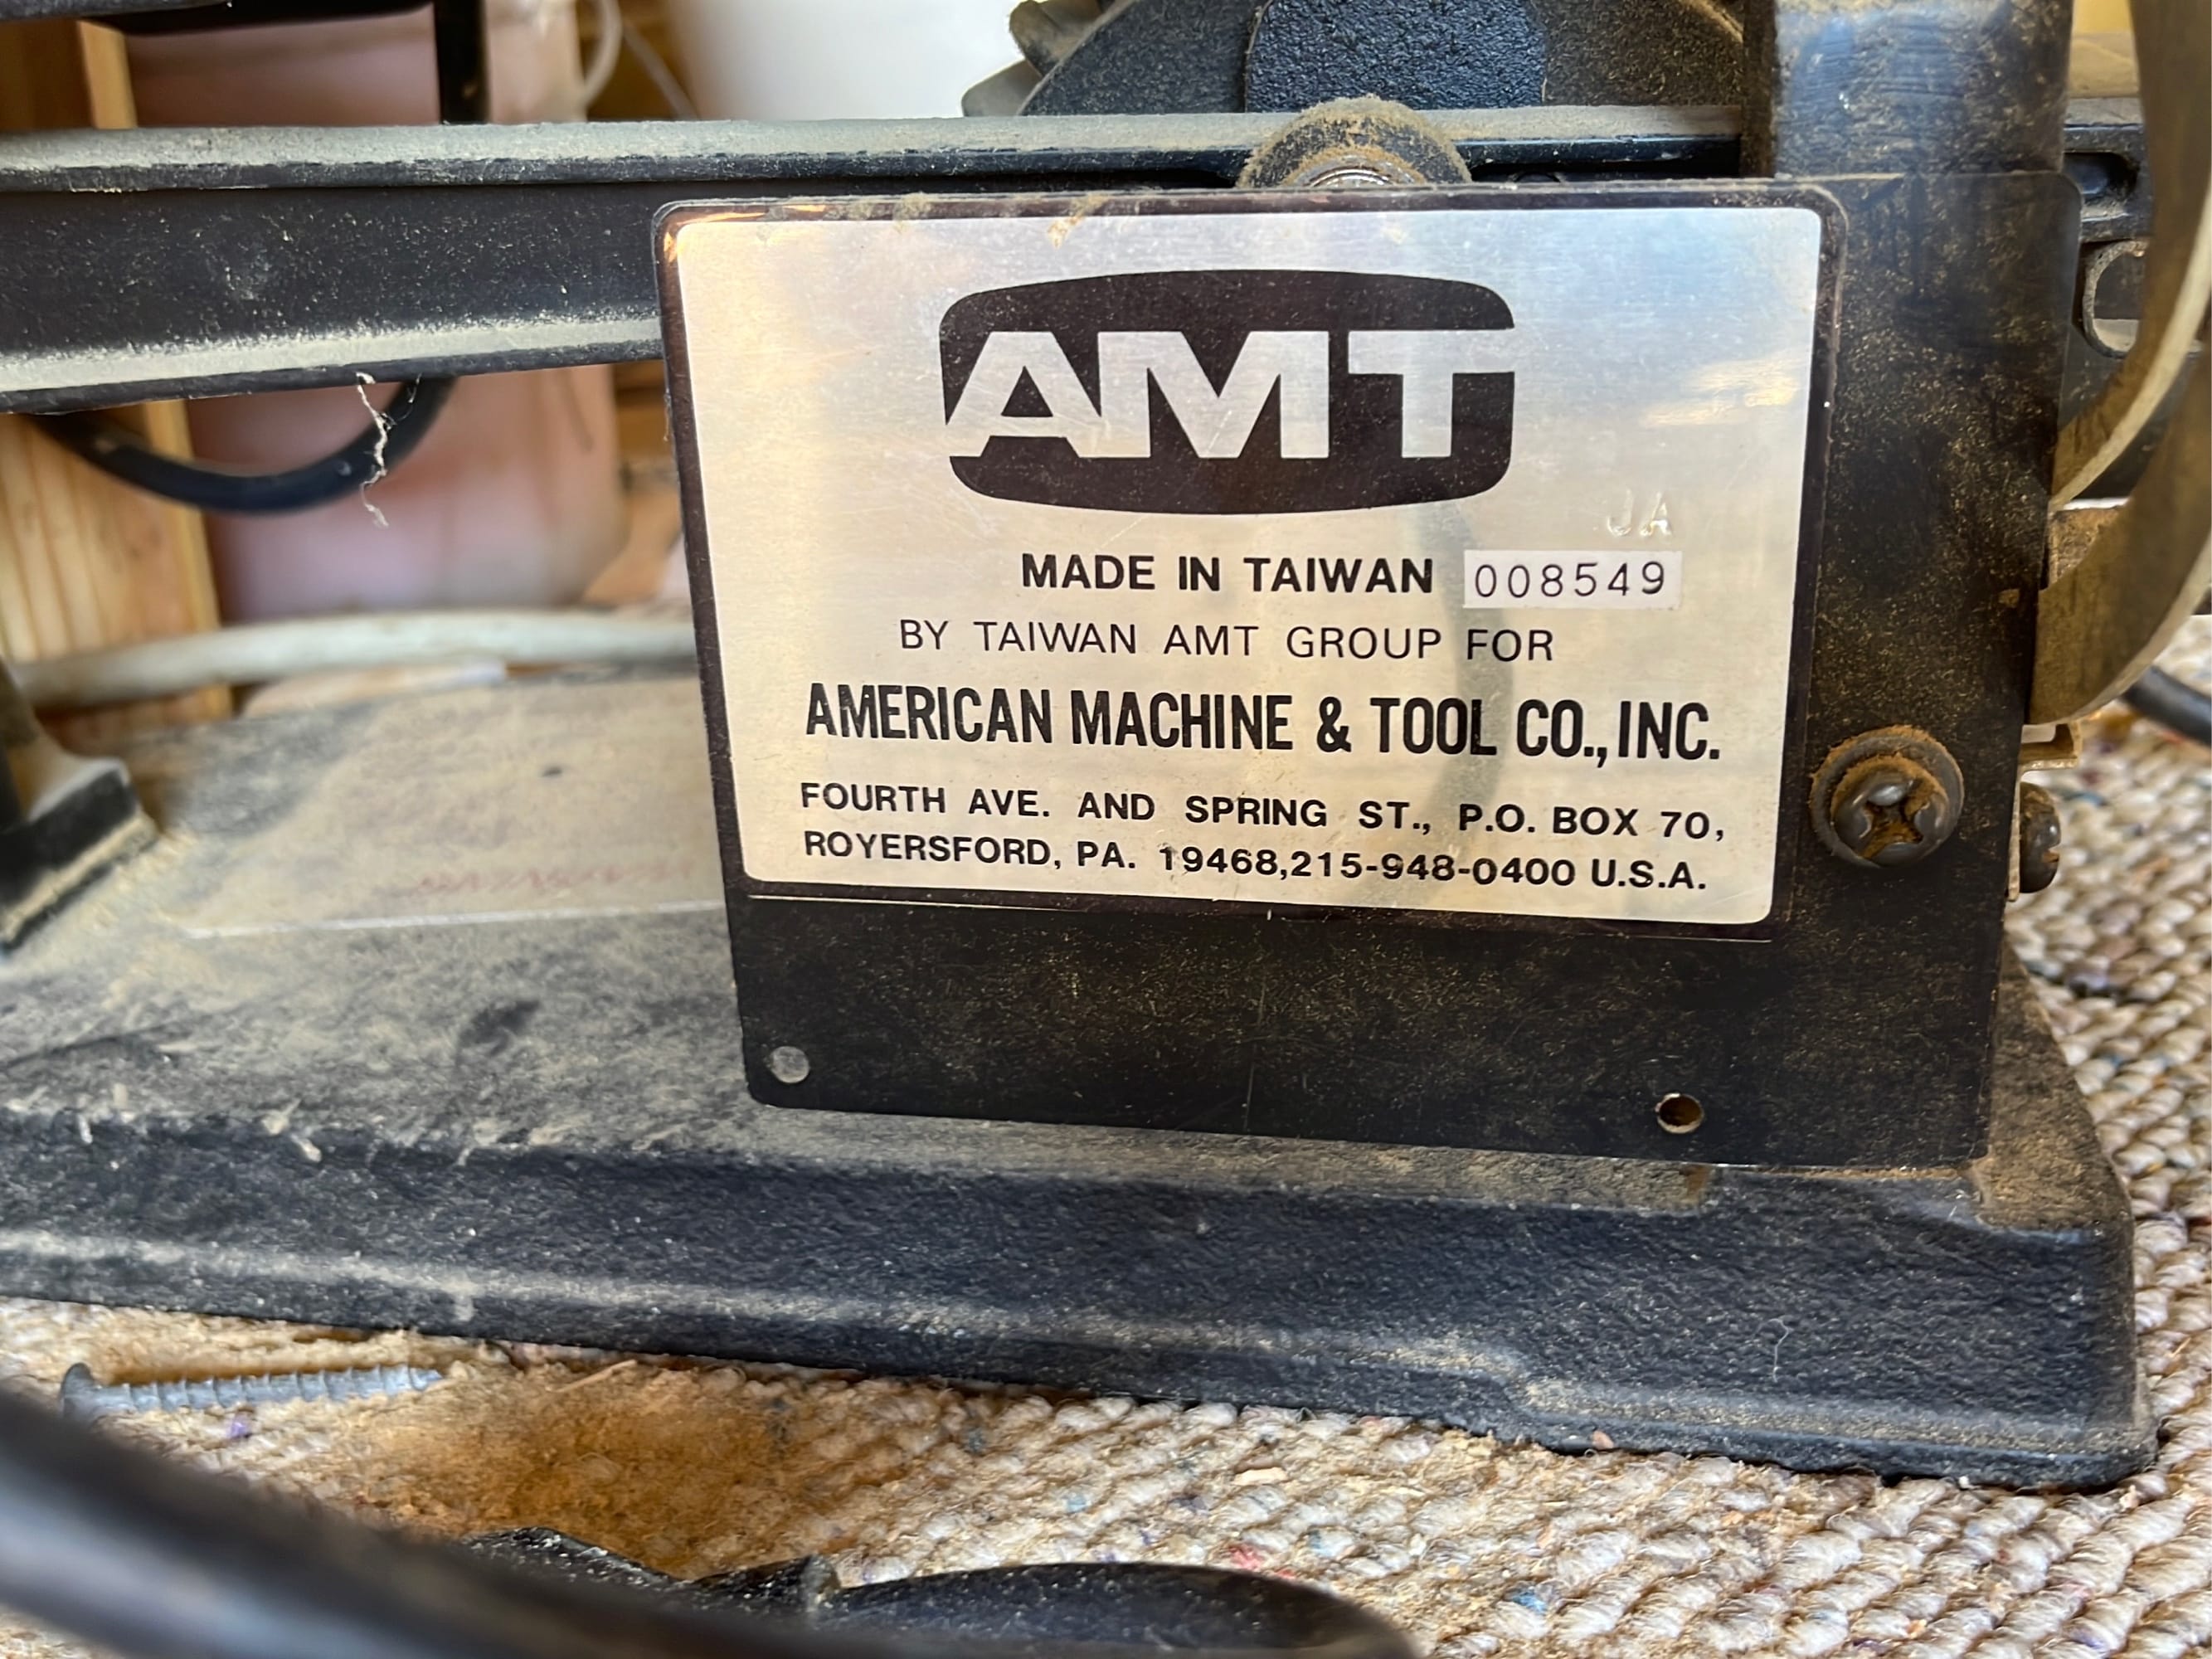 AMT
JA
MADE IN TAIWAN 008549
BY TAIWAN AMT GROUP FOR
AMERICAN MACHINE & TOOL CO., INC.
FOURTH AVE. AND SPRING ST., P.O. BOX 70,
ROYERSFORD, PA. 19468,215-948-0400 U.S.A.